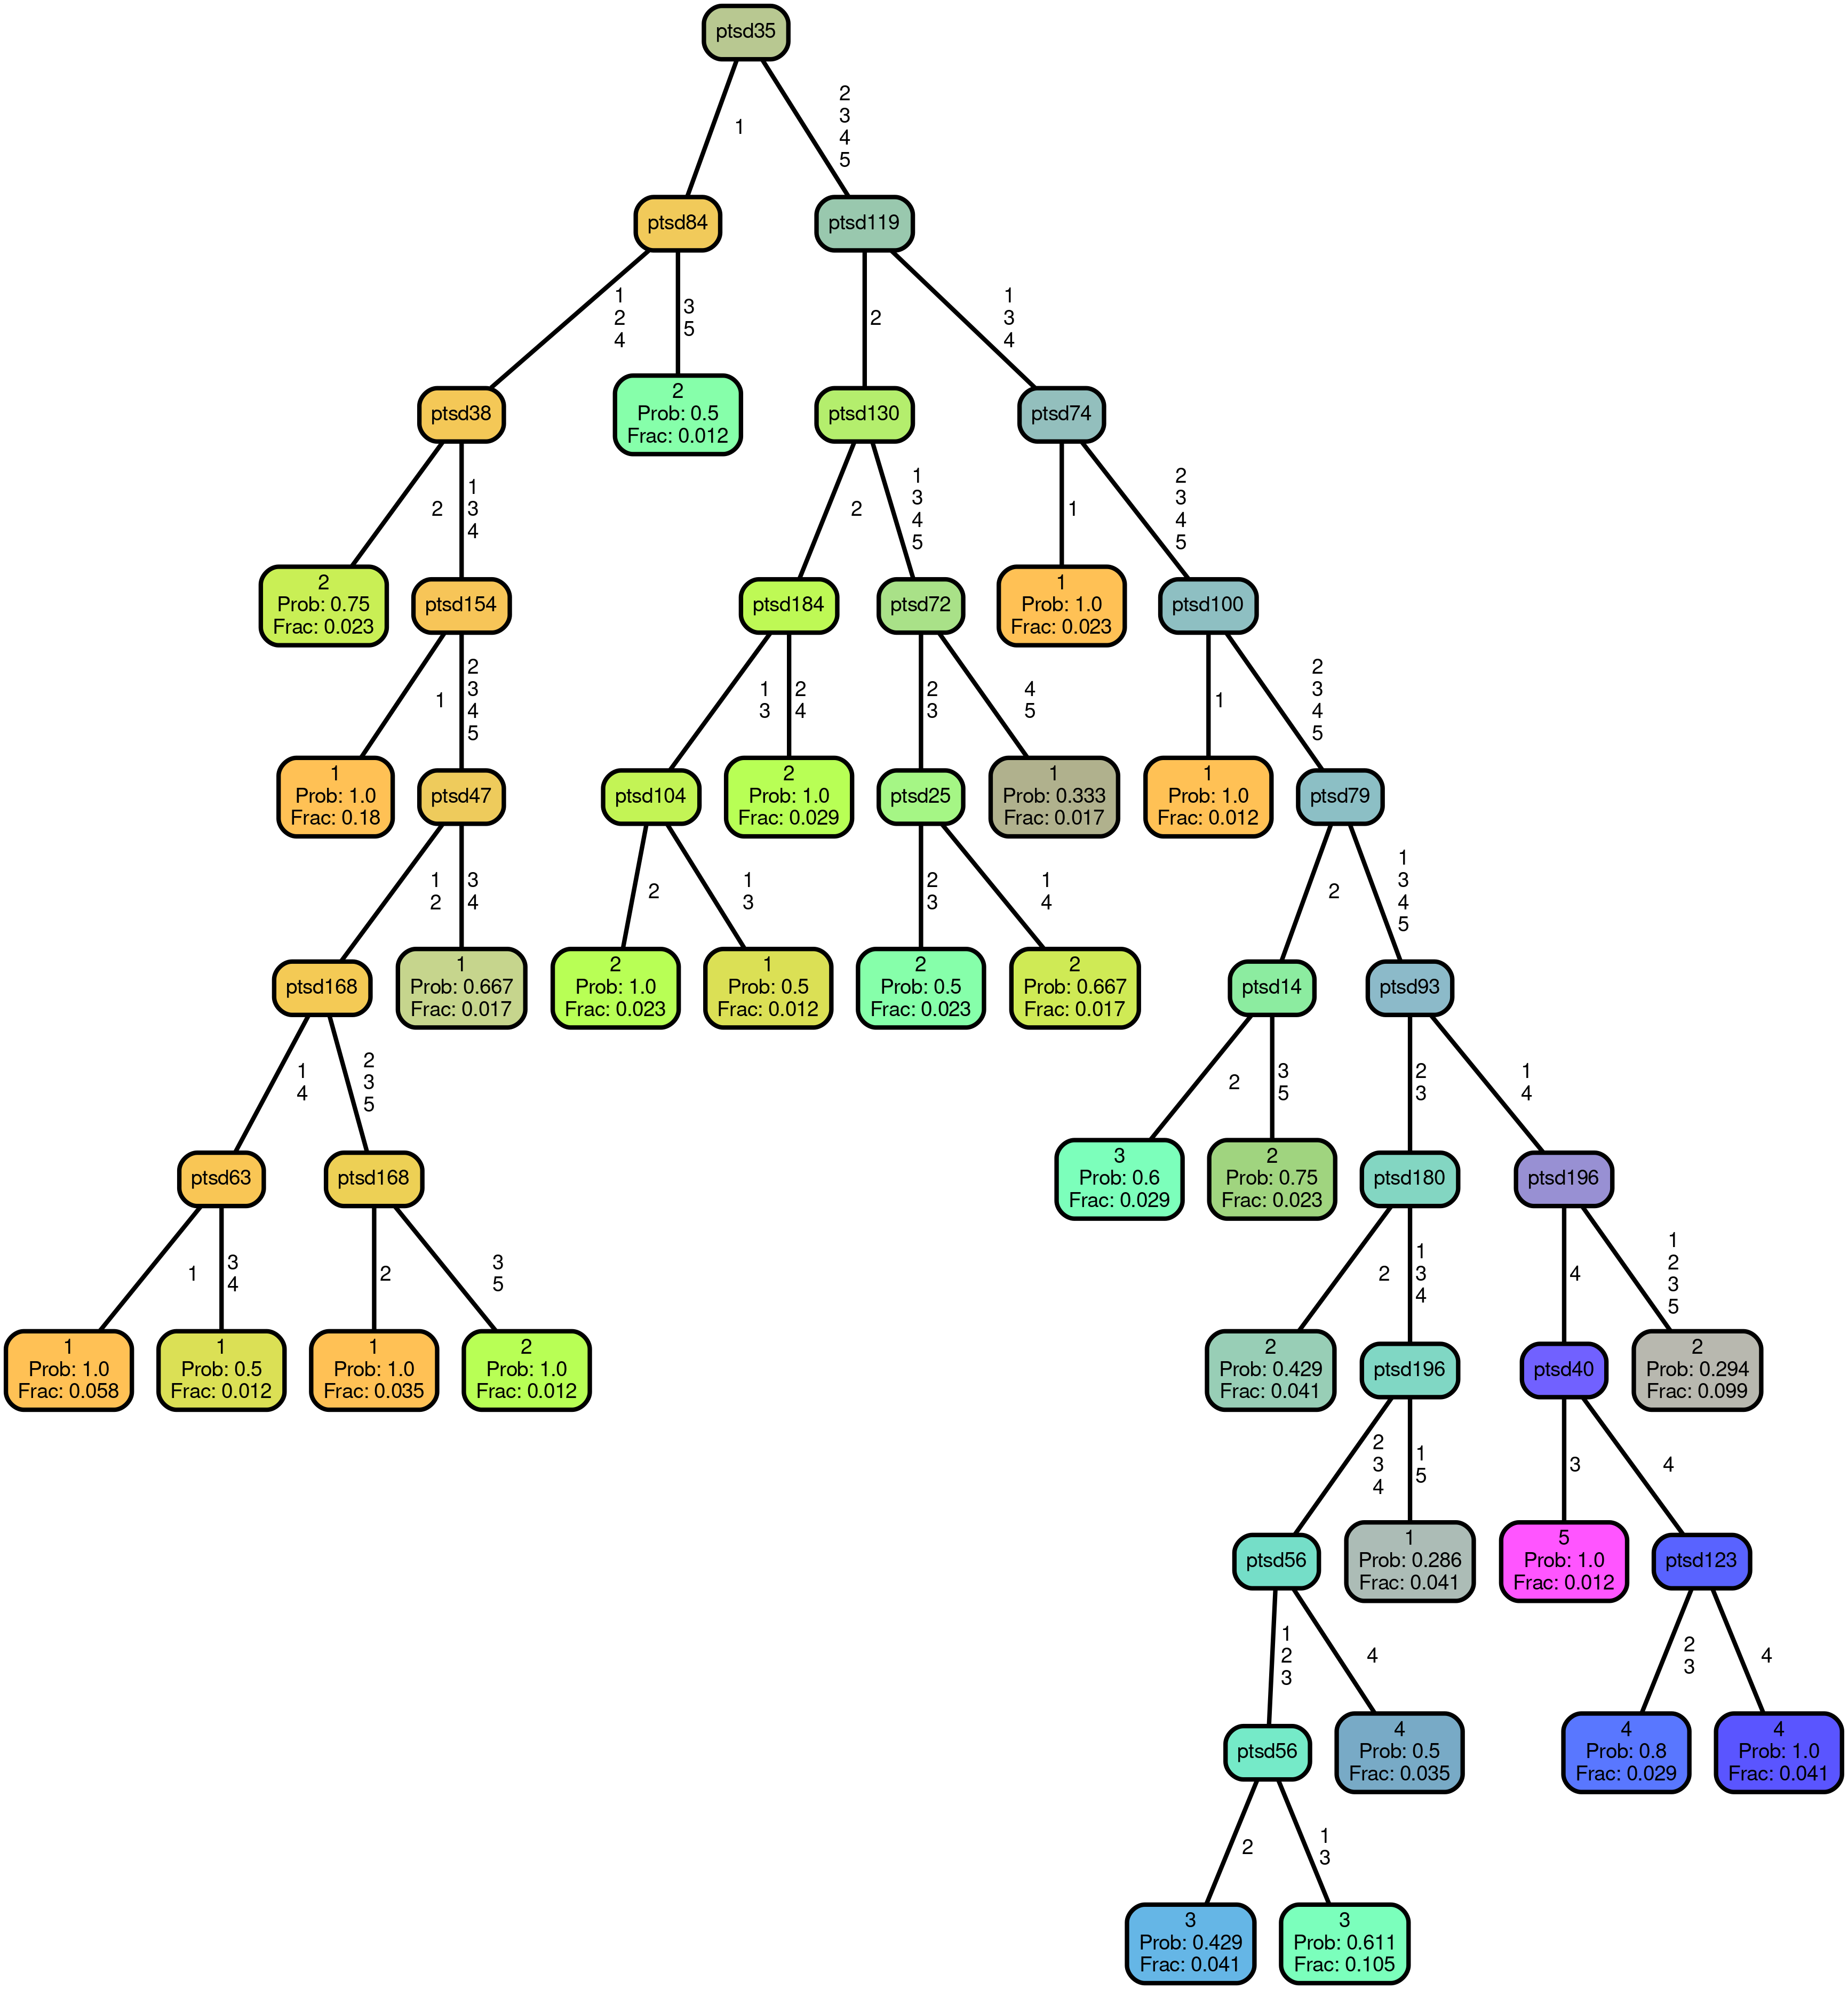 ptsd35
1
2
3
4
5
ptsd84
ptsd119
1
2
4
3
5
2
1
3
4
ptsd38
2
Prob: 0.5
Frac: 0.012
ptsd130
ptsd74
2
1
3
4
2
1
3
4
5
1
2
3
4
5
2
Prob: 0.75
Frac: 0.023
ptsd154
ptsd184
ptsd72
1
Prob: 1.0
Frac: 0.023
ptsd100
1
2
3
4
5
1
3
2
4
2
3
4
5
1
2
3
4
5
1
Prob: 1.0
Frac: 0.18
ptsd47
ptsd104
2
Prob: 1.0
Frac: 0.029
ptsd25
1
Prob: 0.333
Frac: 0.017
1
Prob: 1.0
Frac: 0.012
ptsd79
1
2
3
4
2
1
3
2
3
1
4
2
1
3
4
5
ptsd168
1
Prob: 0.667
Frac: 0.017
2
Prob: 1.0
Frac: 0.023
1
Prob: 0.5
Frac: 0.012
2
Prob: 0.5
Frac: 0.023
2
Prob: 0.667
Frac: 0.017
ptsd14
ptsd93
1
4
2
3
5
2
3
5
2
3
1
4
ptsd63
ptsd168
3
Prob: 0.6
Frac: 0.029
2
Prob: 0.75
Frac: 0.023
ptsd180
ptsd196
1
3
4
2
3
5
2
1
3
4
4
1
2
3
5
1
Prob: 1.0
Frac: 0.058
1
Prob: 0.5
Frac: 0.012
1
Prob: 1.0
Frac: 0.035
2
Prob: 1.0
Frac: 0.012
2
Prob: 0.429
Frac: 0.041
ptsd196
ptsd40
2
Prob: 0.294
Frac: 0.099
2
3
4
1
5
3
4
ptsd56
1
Prob: 0.286
Frac: 0.041
5
Prob: 1.0
Frac: 0.012
ptsd123
1
2
3
4
2
3
4
ptsd56
4
Prob: 0.5
Frac: 0.035
4
Prob: 0.8
Frac: 0.029
4
Prob: 1.0
Frac: 0.041
2
1
3
3
Prob: 0.429
Frac: 0.041
3
Prob: 0.611
Frac: 0.105